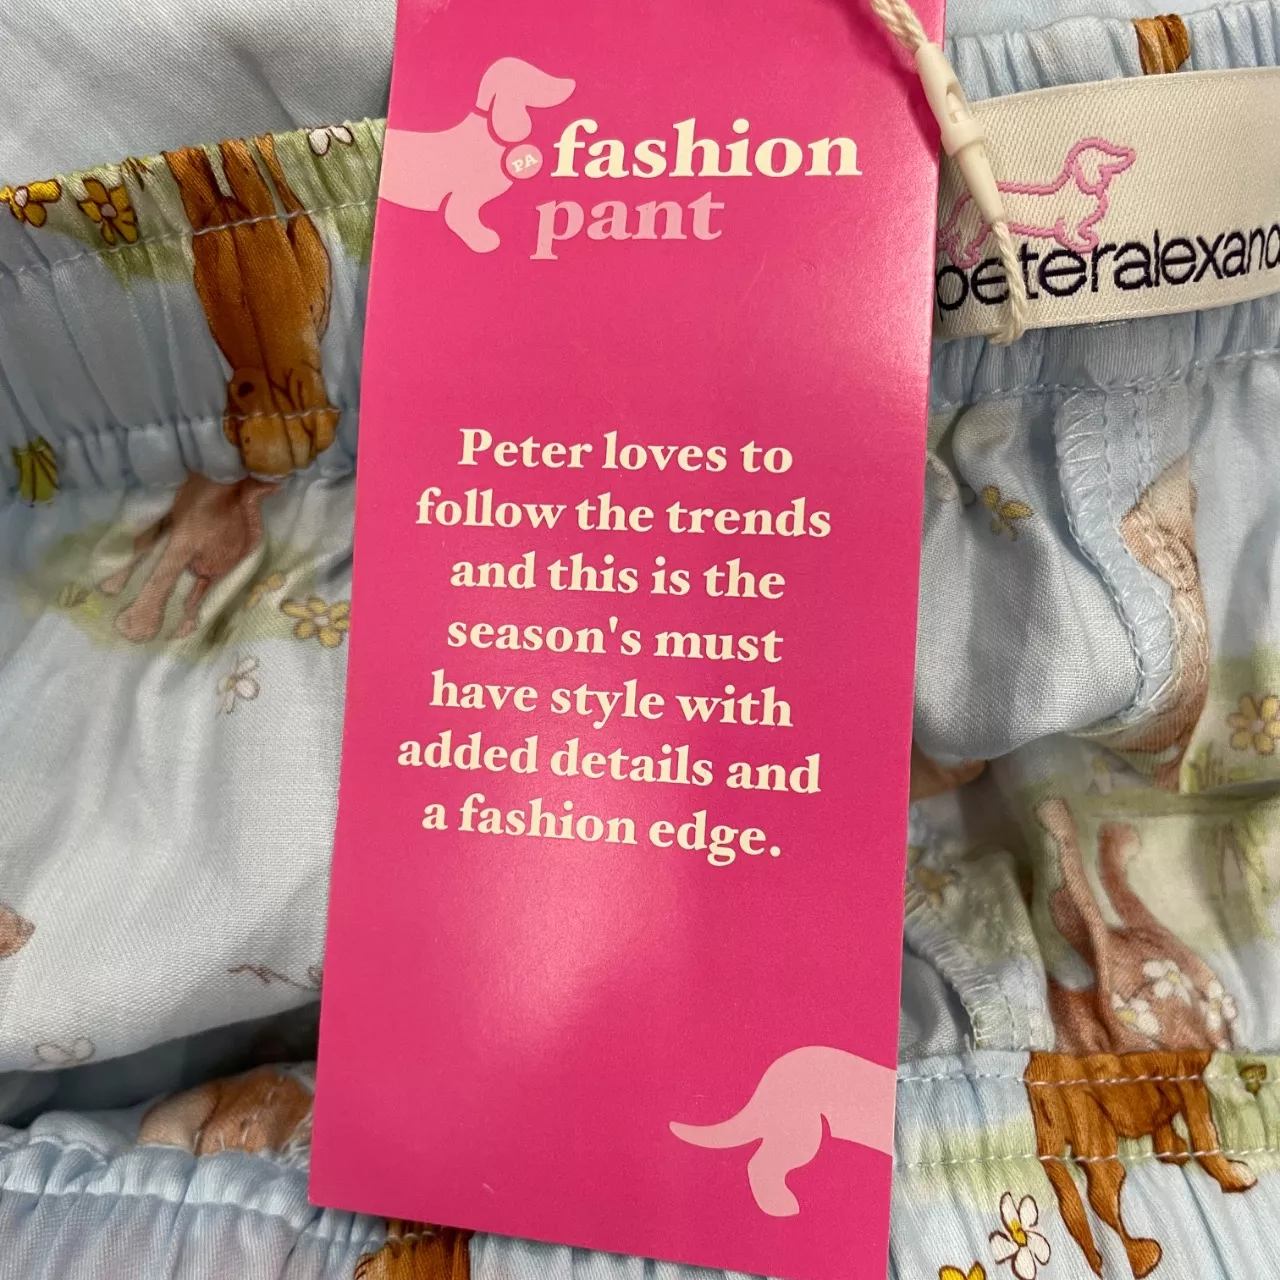 fashion
PA
pant
peteralexand
Peter loves to
follow the trends
and this is the
season's must
have style with
added details and
a fashion edge.